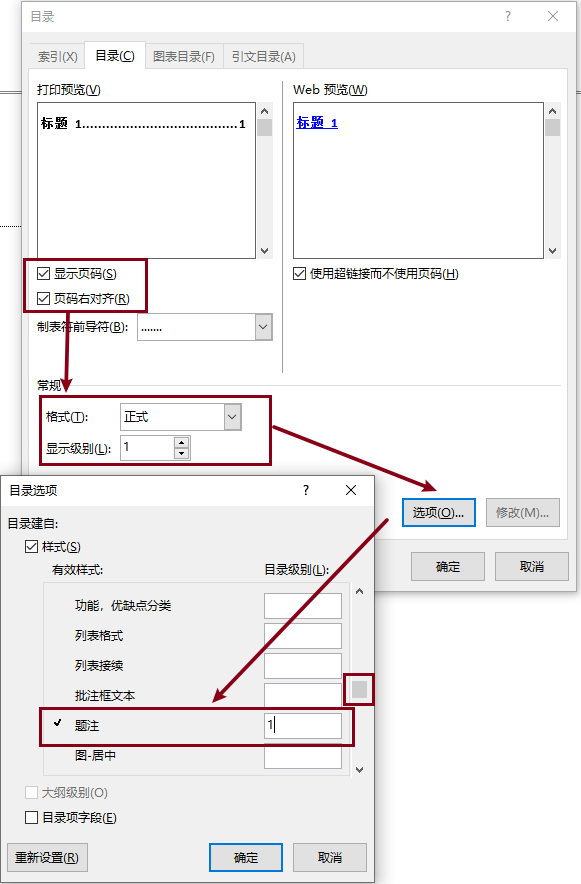 目录
索引(X) 目录(C) 图表目录(F) 引文目录(A)
打印预览(V)
标题 1.......................................1
Web 预览(W)
标题 1
显示页码(S)
页码右对齐(R)
使用超链接而不使用页码(H)
制表符前导符(B): .......
常规
格式(T): 正式
显示级别(L): 1
选项(O)... 修改(M)...
确定 取消
目录选项
目录建自:
样式(S)
有效样式: 目录级别(L):
功能，优缺点分类
列表格式
列表接续
批注框文本
题注 1
图-居中
大纲级别(O)
目录项字段(E)
重新设置(R) 确定 取消